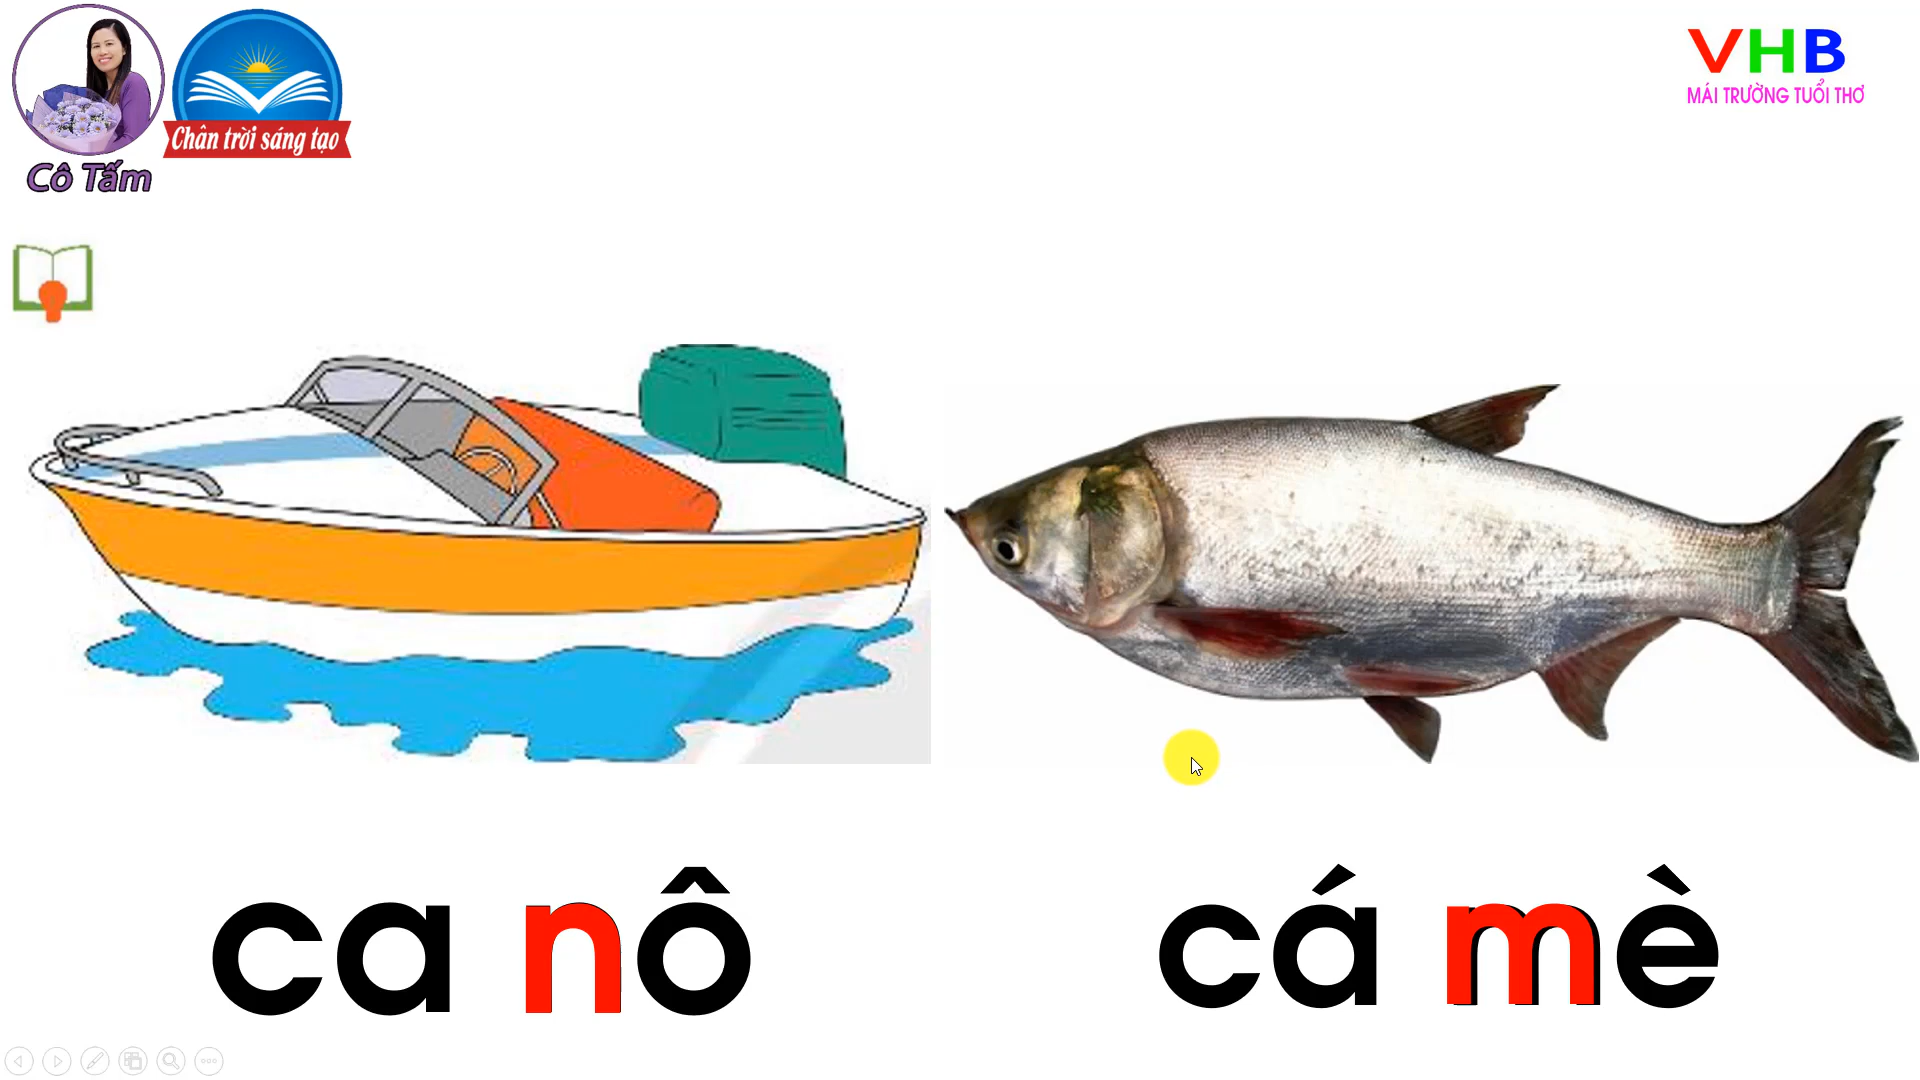 Cô Tấm
Chân trời sáng tạo
VHB
MÁI TRƯỜNG TUỔI THƠ
ca nô
cá mè